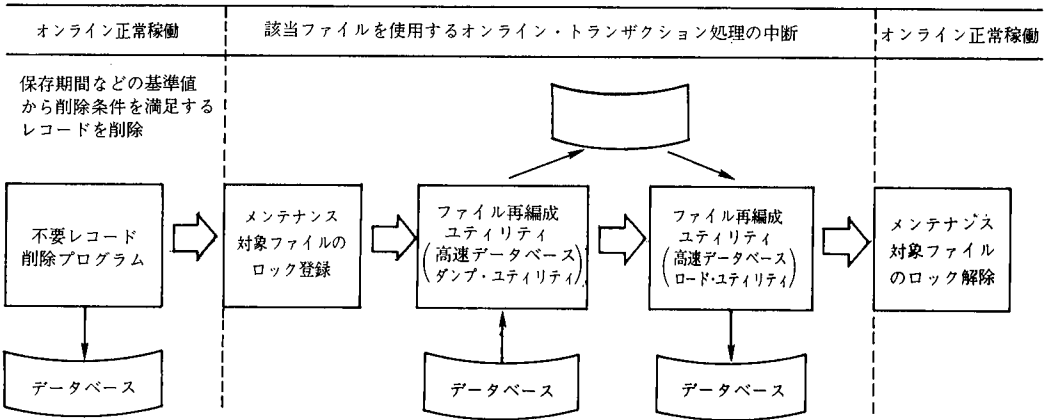 オンライン正常稼働
該当ファイルを使用するオンライン・トランザクション処理の中断
オンライン正常稼働
保存期間などの基準値
から削除条件を満足する
レコードを削除
不要レコード
削除プログラム
メンテナンス
対象ファイルの
ロック登録
ファイル再編成
ユティリティ
(高速データベース
ダンプ・ユティリティ)
ファイル再編成
ユティリティ
(高速データベース
ロード・ユティリティ)
メンテナンス
対象ファイル
のロック解除
データベース
データベース
データベース